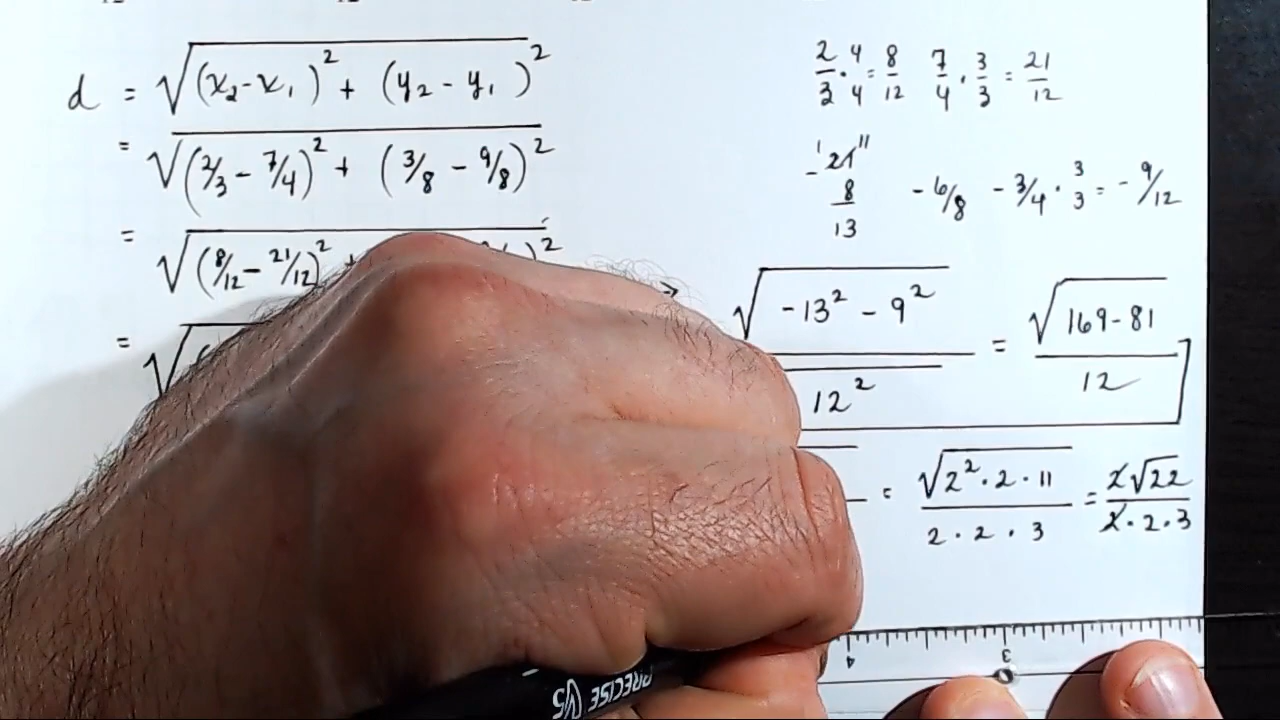 d = √(x₂-x₁)² + (y₂-y₁)²
= √(2/3 - 7/4)² + (3/8 - 9/8)²
= √(8/12 - 21/12)²
= √
2/3 · 4/4 = 8/12 7/4 · 3/3 = 21/12
21
8
13
- 6/8 - 3/4 · 3/3 = - 9/12
√-13² - 9² / 12² = √169-81 / 12
= √2²·2·11 / 2·2·3 = 2√22 / 2·2·3
PRECISE V5
4 3